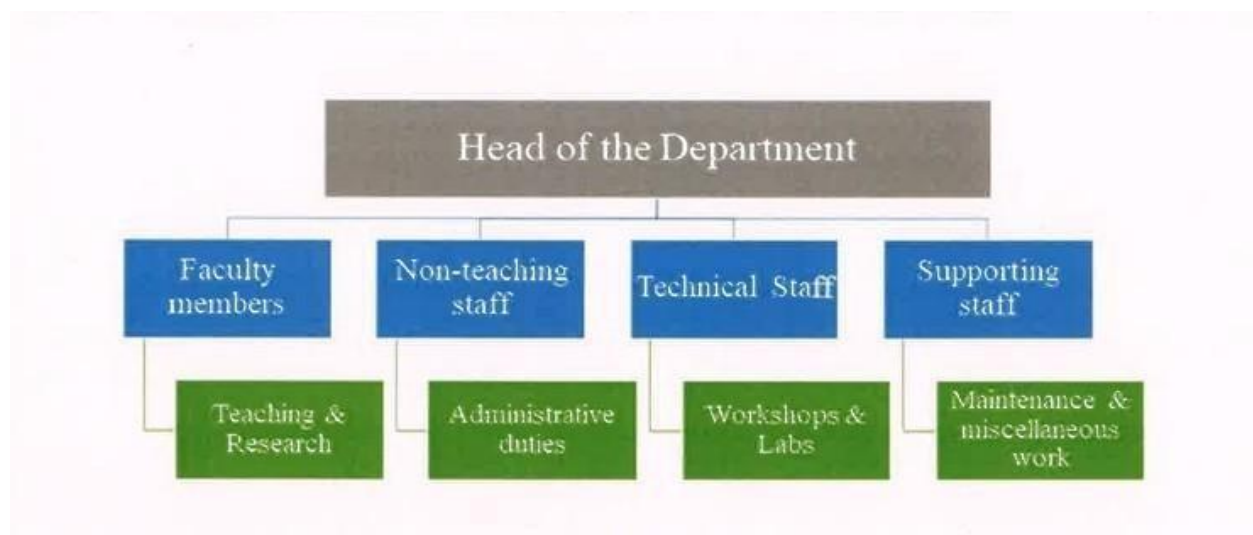 Head of the Department
Faculty
members
Non-teaching
staff
Technical Staff
Supporting
staff
Teaching &
Research
Administrative
duties
Workshops &
Labs
Maintenance &
miscellaneous
work